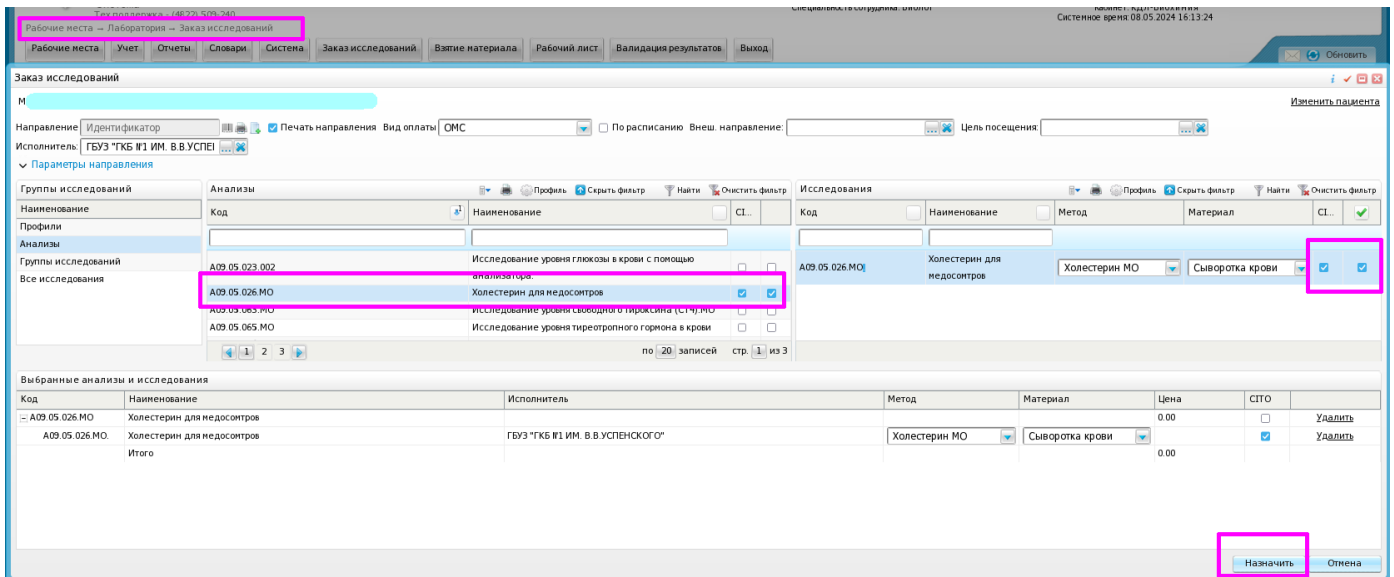 Тех поддержка - (4822) 509-240
Специальность сотрудника: Биолог
Кабинет: КДЛ-Биохимия
Системное время: 08.05.2024 16:13:24
Рабочие места → Лаборатория → Заказ исследований
Рабочие места Учет Отчеты Словари Система Заказ исследований Взятие материала Рабочий лист Валидация результатов Выход
Обновить
Заказ исследований
М
Изменить пациента
Направление Идентификатор Печать направления Вид оплаты ОМС По расписанию Внеш. направление: ... Цель посещения: ...
Исполнитель: ГБУЗ "ГКБ №1 ИМ. В.В.УСПЕН ...
Параметры направления
Группы исследований
Наименование
Профили
Анализы
Группы исследований
Все исследования
Анализы Профиль Скрыть фильтр Найти Очистить фильтр
Код Наименование CI...
A09.05.023.002 Исследование уровня глюкозы в крови с помощью анализатора.
A09.05.026.МО Холестерин для медосомтров
A09.05.063.МО Исследование уровня свободного тироксина (СТ4).МО
A09.05.065.МО Исследование уровня тиреотропного гормона в крови
1 2 3 по 20 записей стр. 1 из 3
Исследования Профиль Скрыть фильтр Найти Очистить фильтр
Код Наименование Метод Материал CI...
A09.05.026.МО Холестерин для медосомтров Холестерин МО Сыворотка крови
Выбранные анализы и исследования
Код Наименование Исполнитель Метод Материал Цена CITO
A09.05.026.МО Холестерин для медосомтров 0.00 Удалить
A09.05.026.МО. Холестерин для медосомтров ГБУЗ "ГКБ №1 ИМ. В.В.УСПЕНСКОГО" Холестерин МО Сыворотка крови Удалить
Итого 0.00
Назначить Отмена